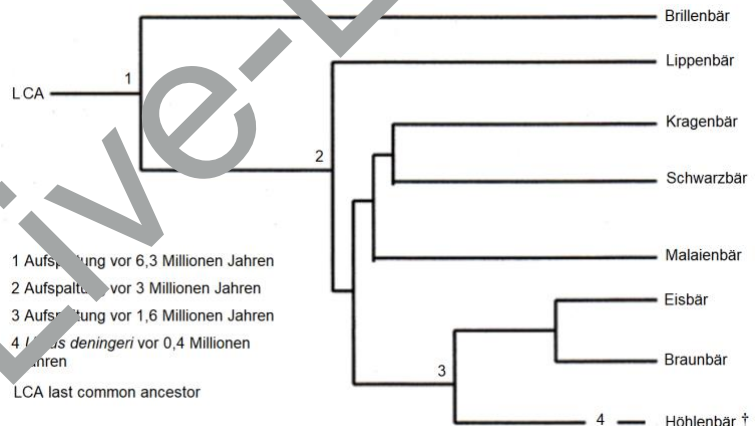 Brillenbär
Lippenbär
LCA
1
Kragenbär
2
Schwarzbär
Malaienbär
1 vor 6,3 Millionen Jahren
2 vor 3 Millionen Jahren
3 vor 1,6 Millionen Jahren
4 deningeri vor 0,4 Millionen
LCA last common ancestor
Eisbär
Braunbär
3
4
Höhlenbär †
Live-